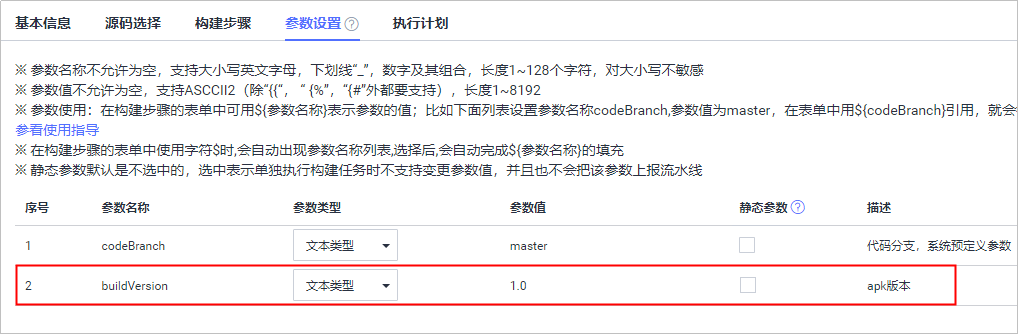 基本信息 源码选择 构建步骤 参数设置 ? 执行计划
※ 参数名称不允许为空，支持大小写英文字母，下划线“_”，数字及其组合，长度1~128个字符，对大小写不敏感
※ 参数值不允许为空，支持ASCCII2（除“{{“， “ {%”，“{#”外都要支持），长度1~8192
※ 参数使用：在构建步骤的表单中可用${参数名称}表示参数的值；比如下面列表设置参数名称codeBranch,参数值为master，在表单中用${codeBranch}引用，就会
参看使用指导
※ 在构建步骤的表单中使用字符$时,会自动出现参数名称列表,选择后,会自动完成${参数名称}的填充
※ 静态参数默认是不选中的，选中表示单独执行构建任务时不支持变更参数值，并且也不会把该参数上报流水线
序号 参数名称 参数类型 参数值 静态参数 ? 描述
1 codeBranch 文本类型 master 代码分支，系统预定义参数
2 buildVersion 文本类型 1.0 apk版本